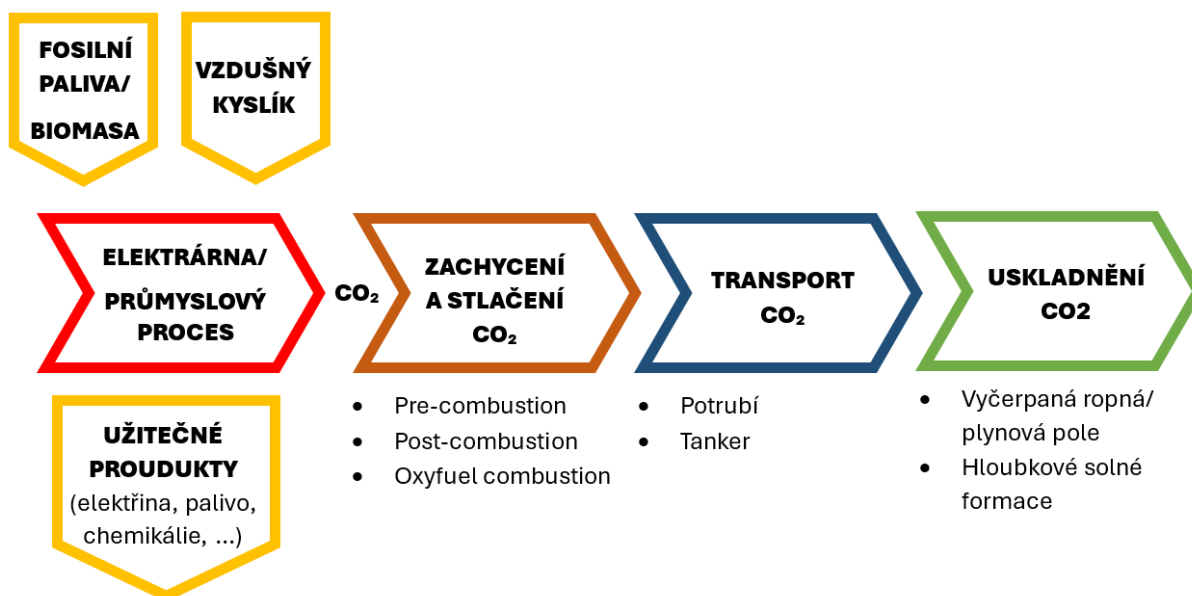 FOSILNÍ
PALIVA/
BIOMASA
VZDUŠNÝ
KYSLÍK
ELEKTRÁRNA/
PRŮMYSLOVÝ
PROCES
CO₂
ZACHYCENÍ
A STLAČENÍ
CO₂
TRANSPORT
CO₂
USKLADNĚNÍ
CO2
UŽITEČNÉ
PROUDUKTY
(elektřina, palivo,
chemikálie, ...)
• Pre-combustion
• Post-combustion
• Oxyfuel combustion
• Potrubí
• Tanker
• Vyčerpaná ropná/
plynová pole
• Hloubkové solné
formace